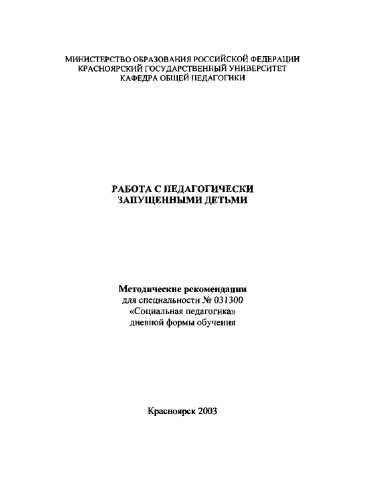 МИНИСТЕРСТВО ОБРАЗОВАНИЯ РОССИЙСКОЙ ФЕДЕРАЦИИ
КРАСНОЯРСКИЙ ГОСУДАРСТВЕННЫЙ УНИВЕРСИТЕТ
КАФЕДРА ОБЩЕЙ ПЕДАГОГИКИ
РАБОТА С ПЕДАГОГИЧЕСКИ
ЗАПУЩЕННЫМИ ДЕТЬМИ
Методические рекомендации
для специальности № 031300
«Социальная педагогика»
дневной формы обучения
Красноярск 2003